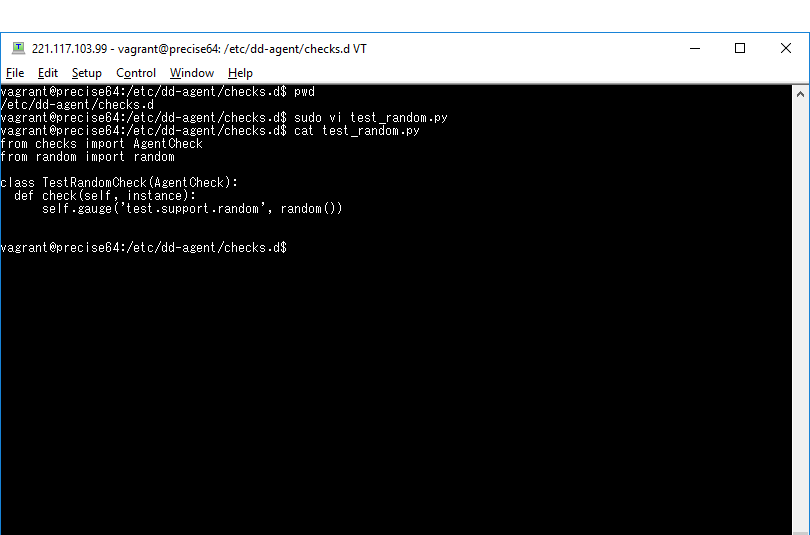 221.117.103.99 - vagrant@precise64: /etc/dd-agent/checks.d VT
File Edit Setup Control Window Help
vagrant@precise64:/etc/dd-agent/checks.d$ pwd
/etc/dd-agent/checks.d
vagrant@precise64:/etc/dd-agent/checks.d$ sudo vi test_random.py
vagrant@precise64:/etc/dd-agent/checks.d$ cat test_random.py
from checks import AgentCheck
from random import random
class TestRandomCheck(AgentCheck):
  def check(self, instance):
      self.gauge('test.support.random', random())
vagrant@precise64:/etc/dd-agent/checks.d$